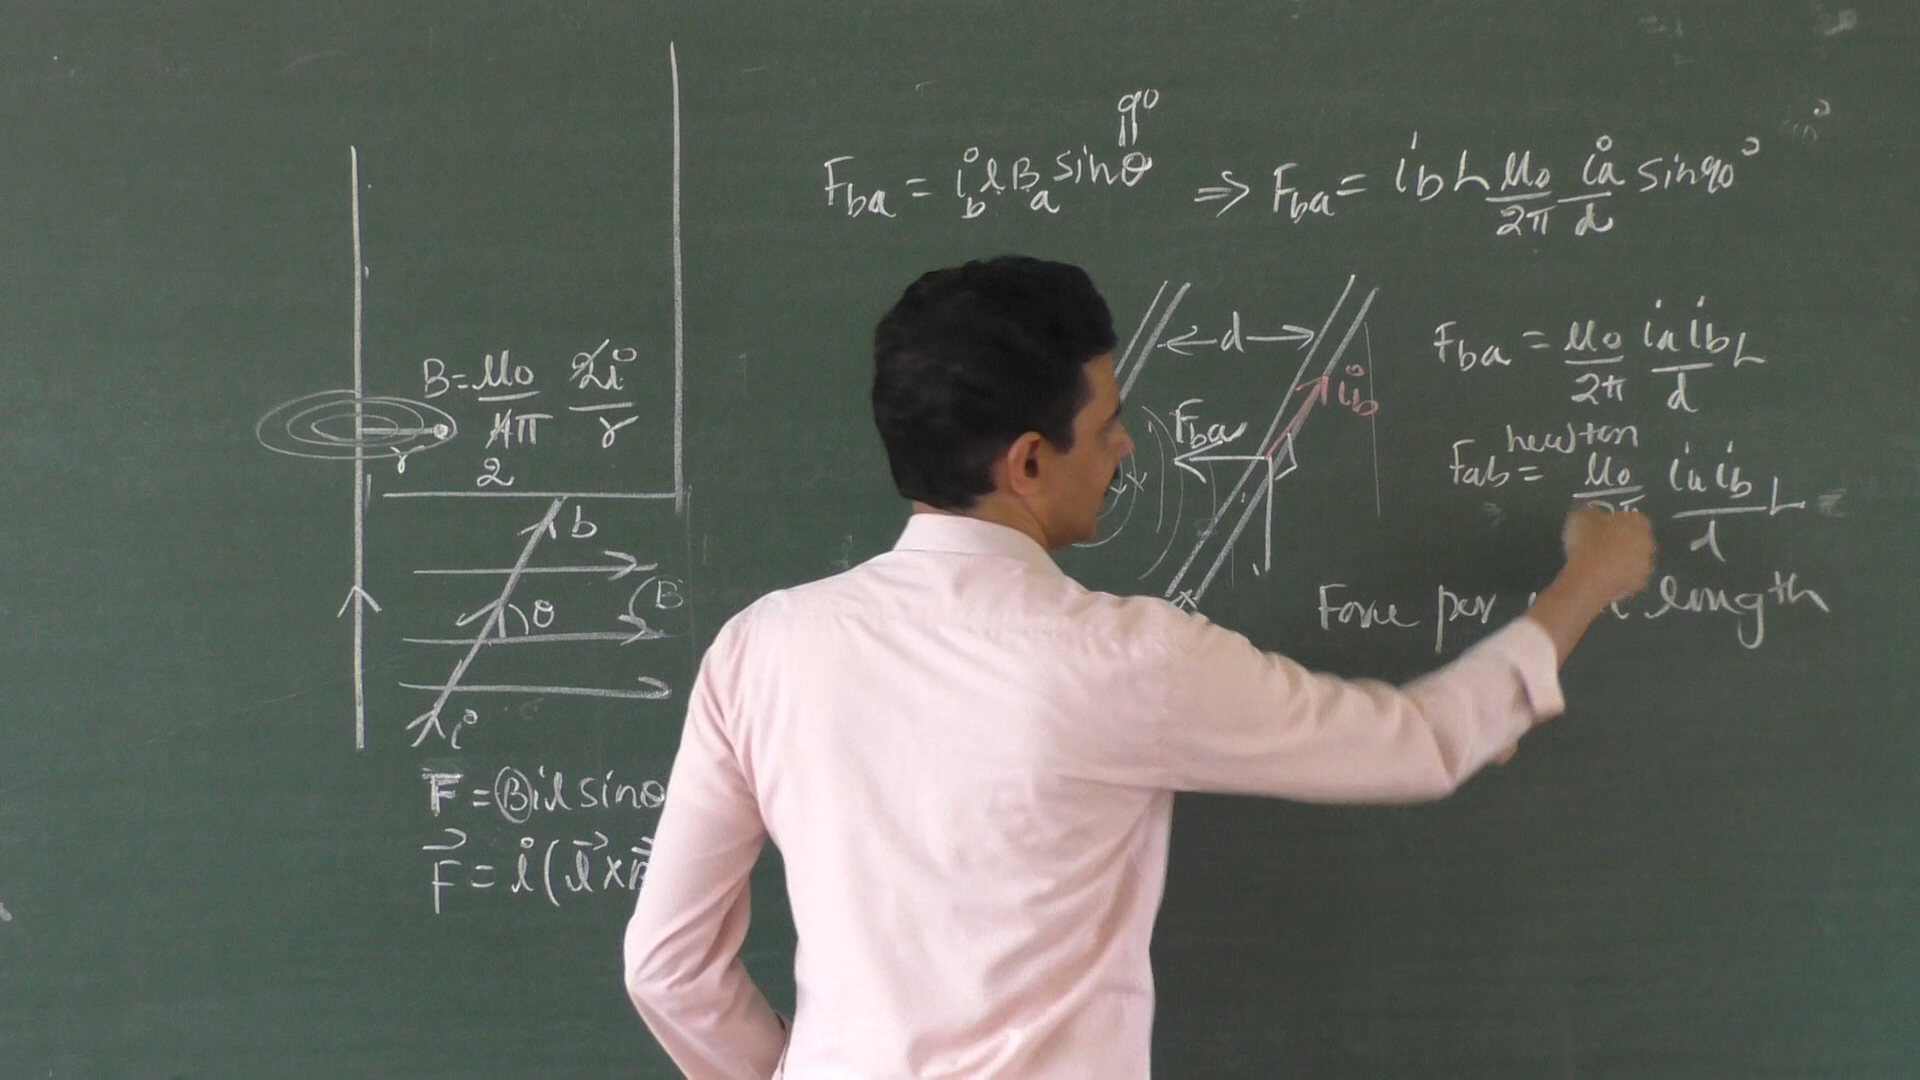 90
F_ba = i_b l B_a sinθ ⇒ F_ba = i_b L μ₀/2π i_a/d sin90°
d
B = μ₀/4π 2i/r
2
r
F_ba
i_b
F_ba = μ₀/2π i_a i_b/d L
newton
F_ab = μ₀/2π i_a i_b/d L
b
θ
B
i
Force per length
F = Bil sinθ
F⃗ = i(l⃗ × B⃗